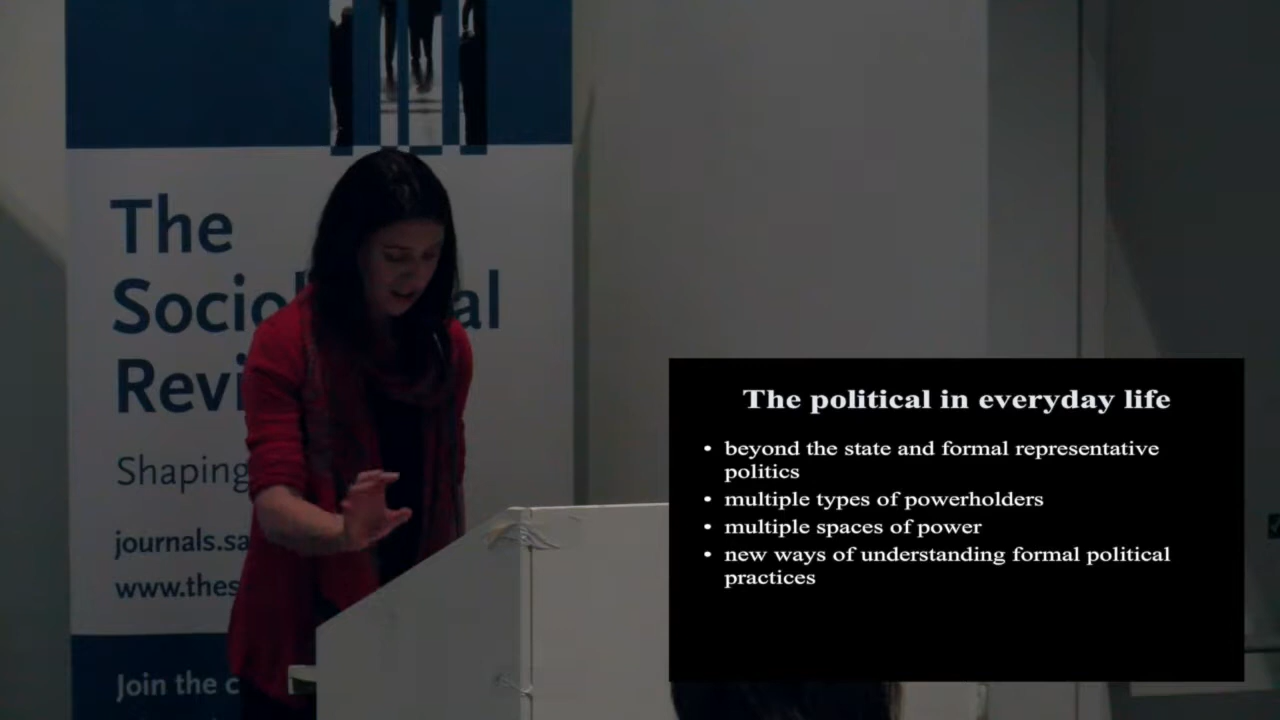 The
Sociol al
Revi
Shaping
journals.sa
www.thes
Join the c
The political in everyday life
• beyond the state and formal representative
politics
• multiple types of powerholders
• multiple spaces of power
• new ways of understanding formal political
practices